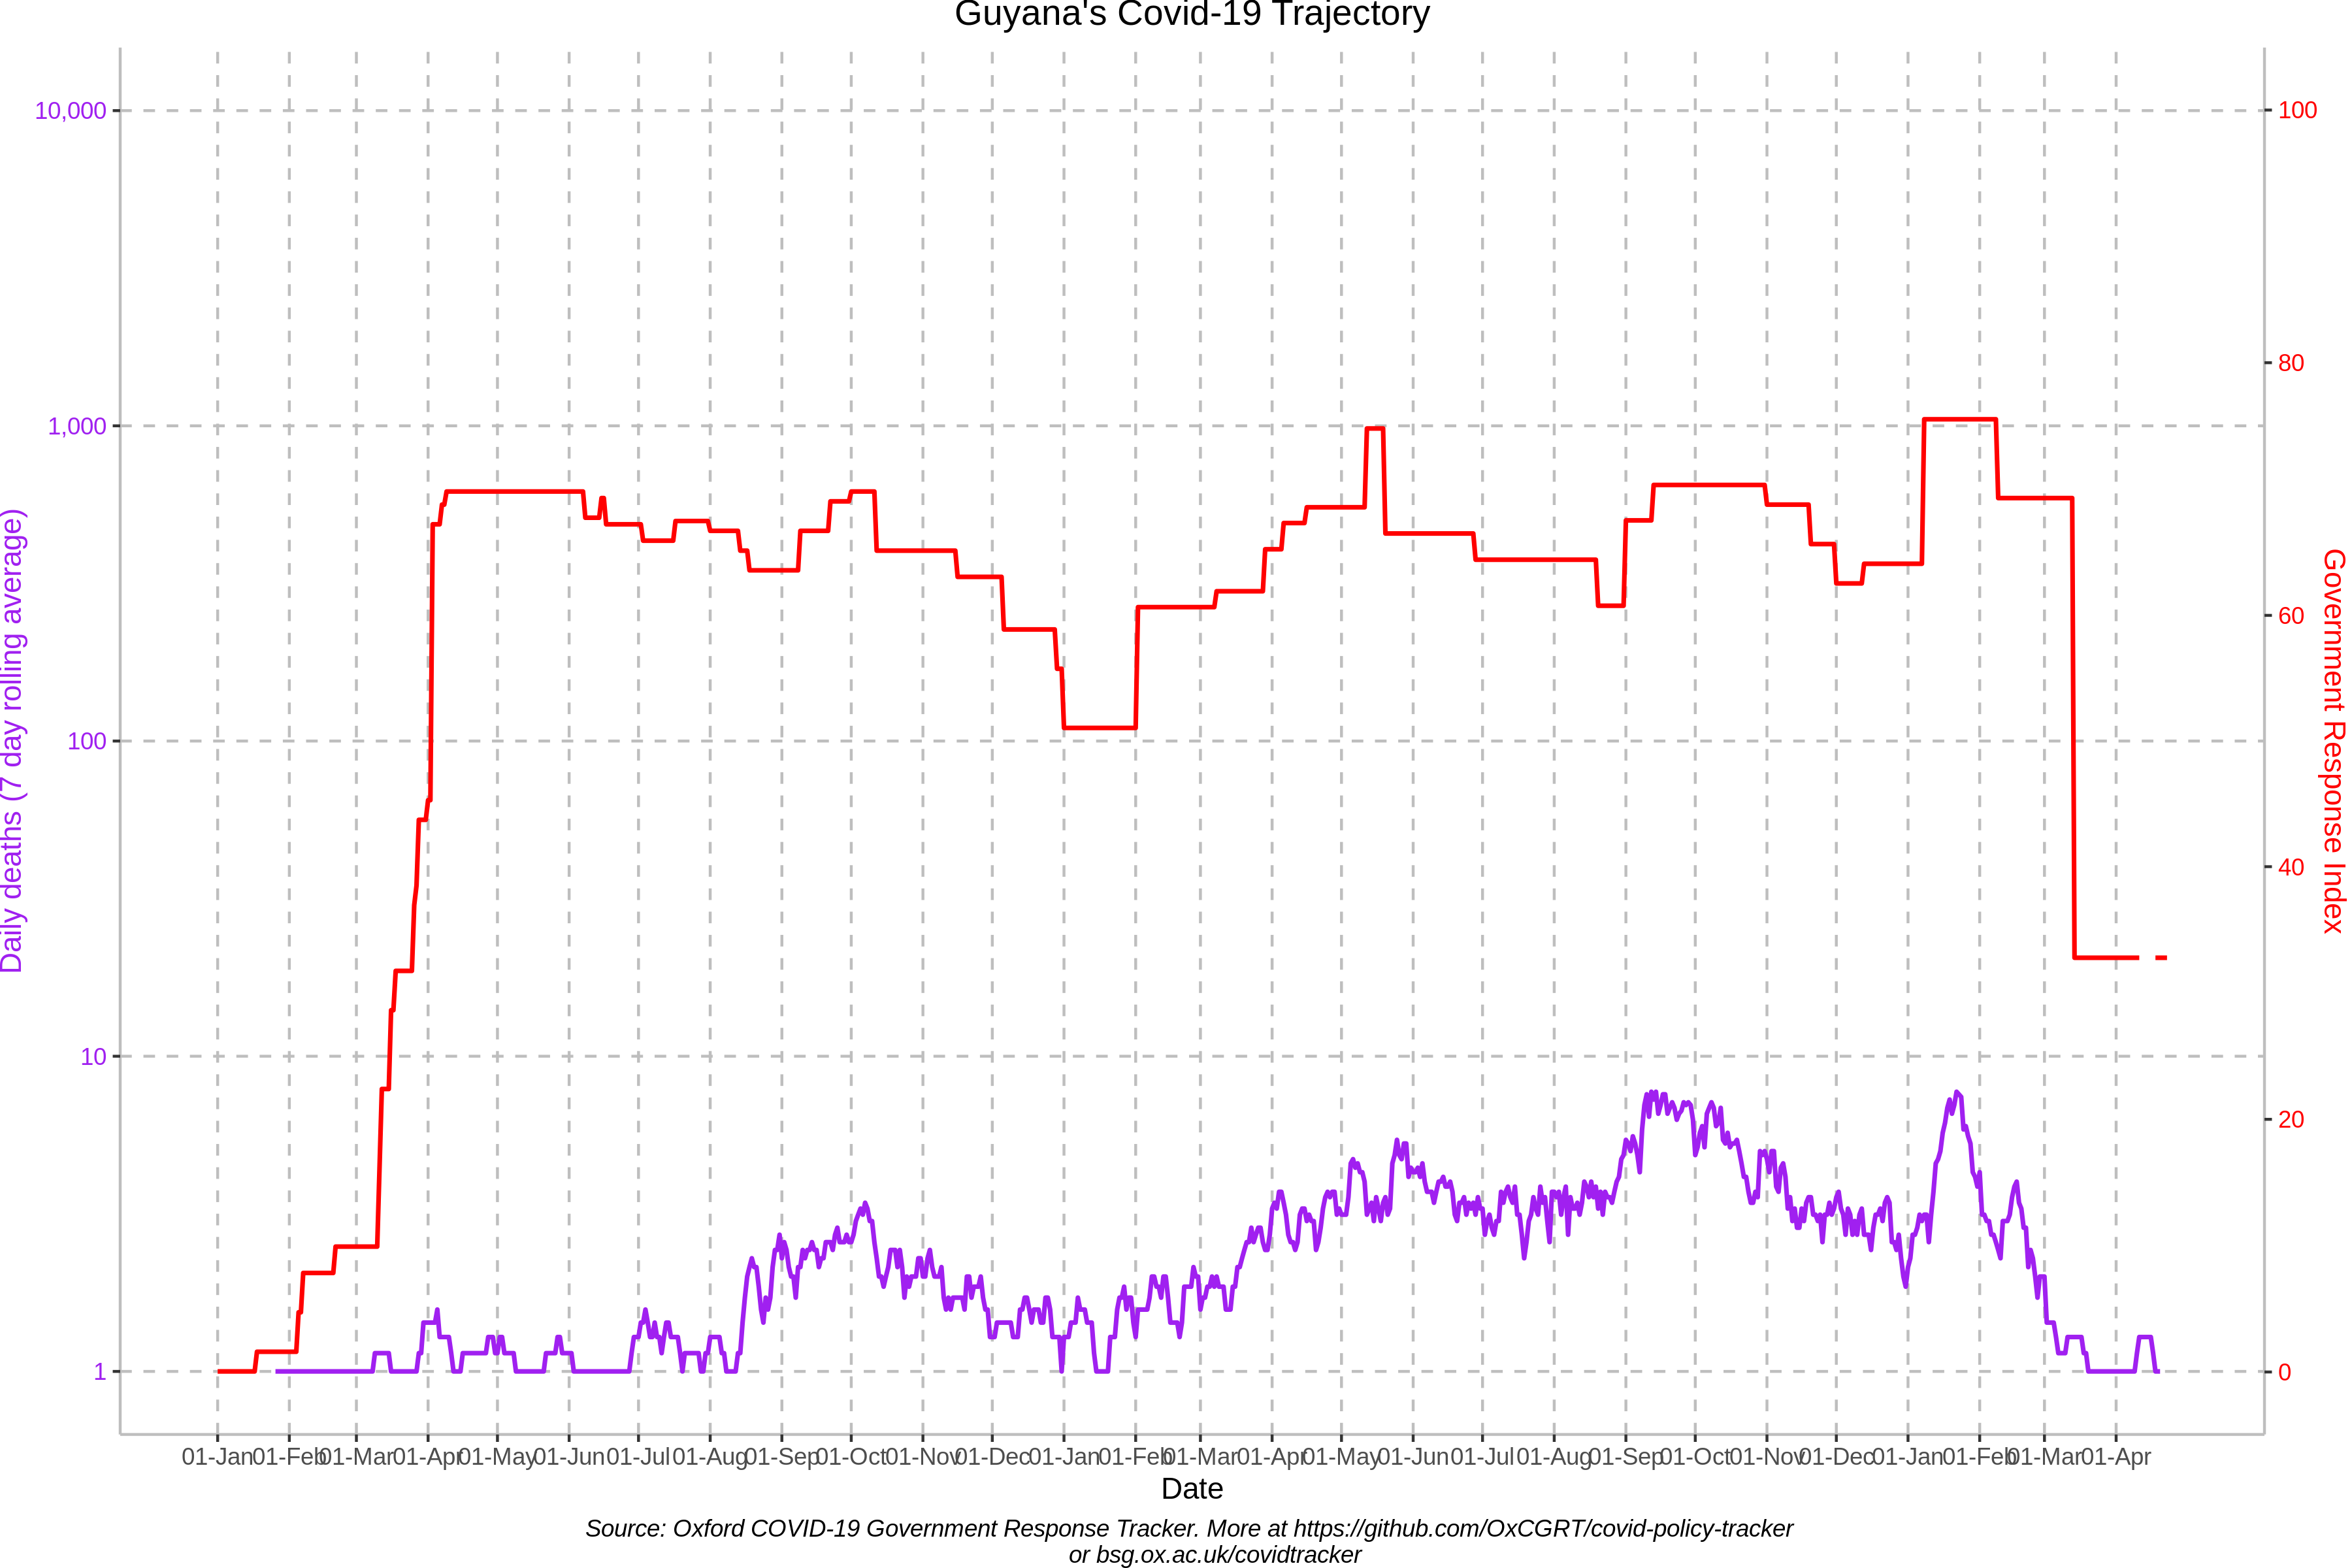 Guyana's Covid-19 Trajectory
10,000
1,000
100
10
1
Daily deaths (7 day rolling average)
100
80
60
40
20
0
Government Response Index
01-Jan 01-Feb 01-Mar 01-Apr 01-May 01-Jun 01-Jul 01-Aug 01-Sep 01-Oct 01-Nov 01-Dec 01-Jan 01-Feb 01-Mar 01-Apr 01-May 01-Jun 01-Jul 01-Aug 01-Sep 01-Oct 01-Nov 01-Dec 01-Jan 01-Feb 01-Mar 01-Apr
Date
Source: Oxford COVID-19 Government Response Tracker. More at https://github.com/OxCGRT/covid-policy-tracker
or bsg.ox.ac.uk/covidtracker